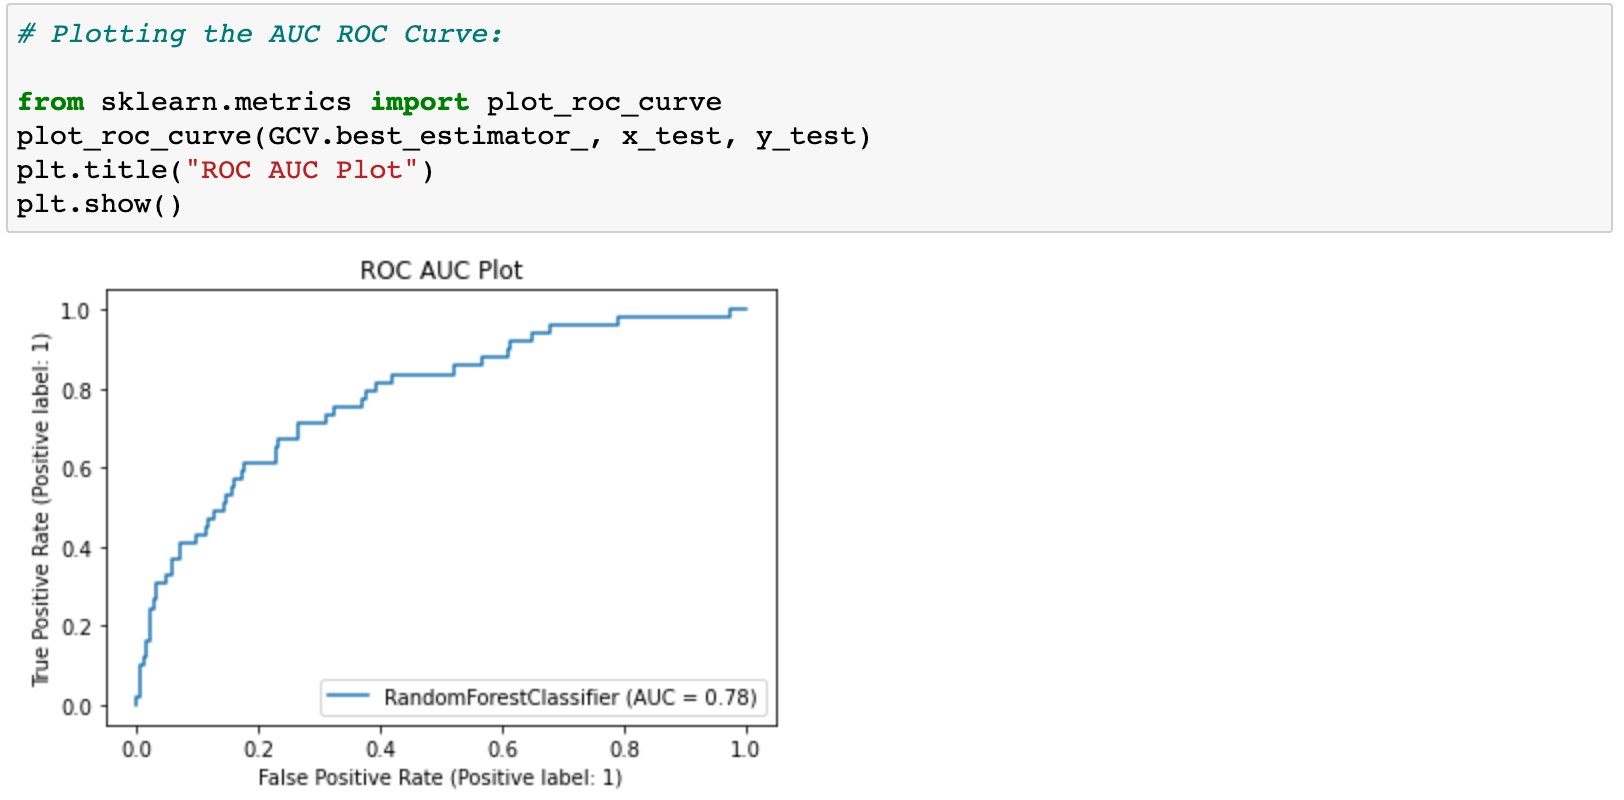 # Plotting the AUC ROC Curve:
from sklearn.metrics import plot_roc_curve
plot_roc_curve(GCV.best_estimator_, x_test, y_test)
plt.title("ROC AUC Plot")
plt.show()
ROC AUC Plot
True Positive Rate (Positive label: 1)
1.0
0.8
0.6
0.4
0.2
0.0
RandomForestClassifier (AUC = 0.78)
0.0 0.2 0.4 0.6 0.8 1.0
False Positive Rate (Positive label: 1)